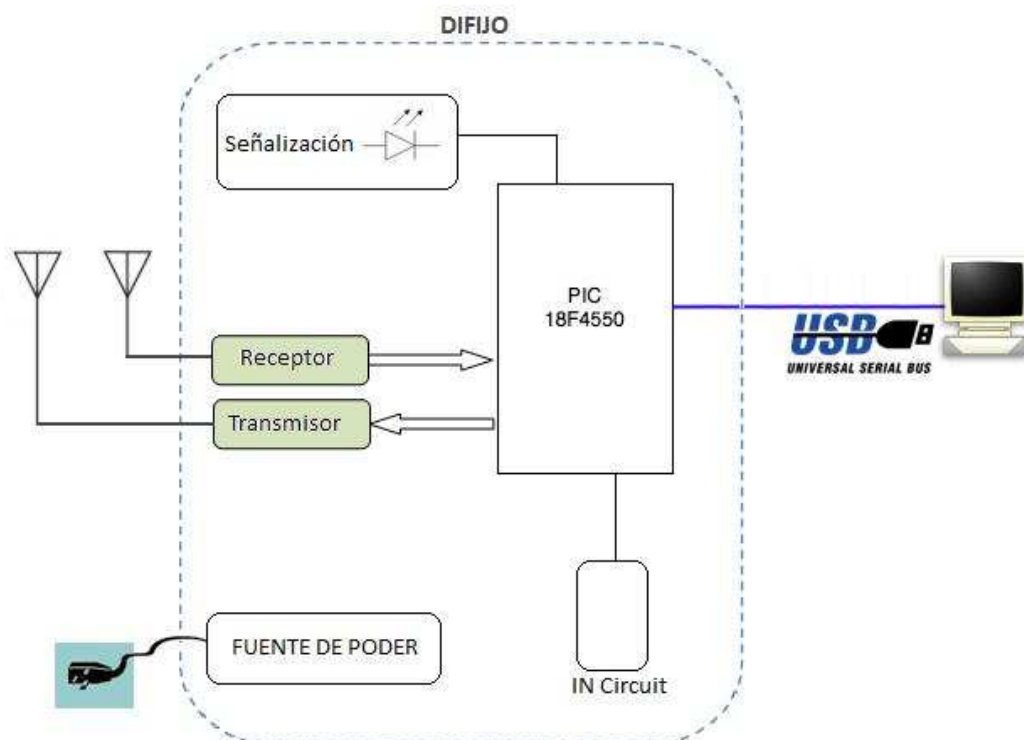 DIFIJO
Señalización
PIC
18F4550
USB
UNIVERSAL SERIAL BUS
Receptor
Transmisor
FUENTE DE PODER
IN Circuit